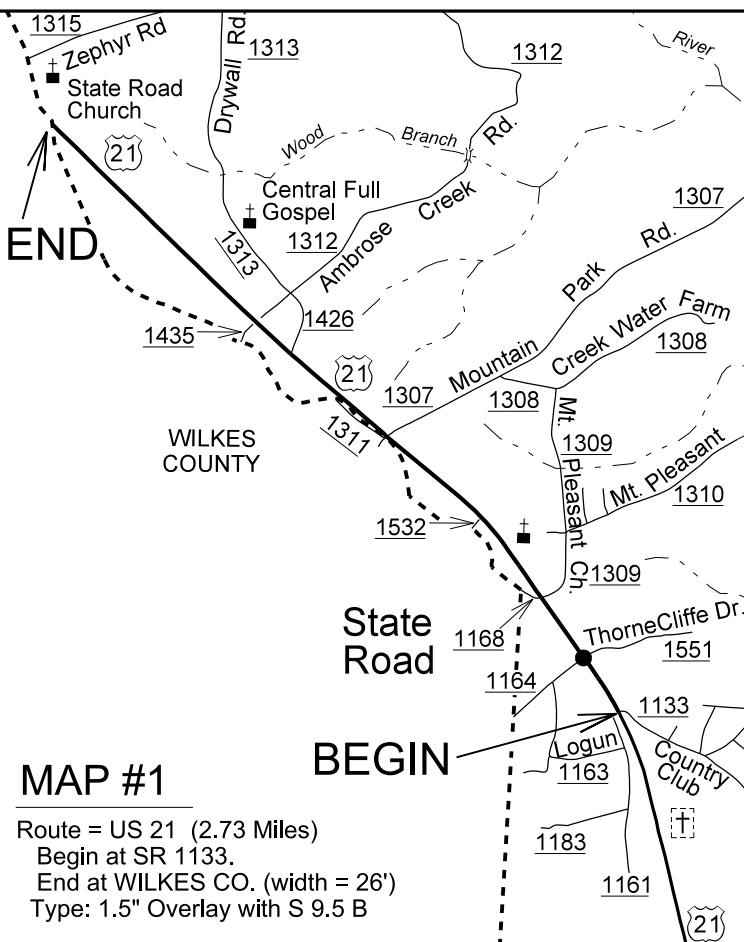 1315
Zephyr Rd
State Road
Church
21
END
Drywall Rd.
1313
1312
River
Wood
Branch
Rd.
Central Full
Gospel
1313
1312
Ambrose
Creek
1307
Park
Rd.
1435
1426
21
Mountain
Creek Water Farm
1308
1307
1308
1311
WILKES
COUNTY
Mt.
Pleasant
Ch.
1309
Mt. Pleasant
1310
1532
1309
State
Road
1168
ThorneCliffe Dr.
1551
1164
1133
BEGIN
Logun
1163
Country
Club
1183
1161
21
MAP #1
Route = US 21 (2.73 Miles)
Begin at SR 1133.
End at WILKES CO. (width = 26')
Type: 1.5" Overlay with S 9.5 B